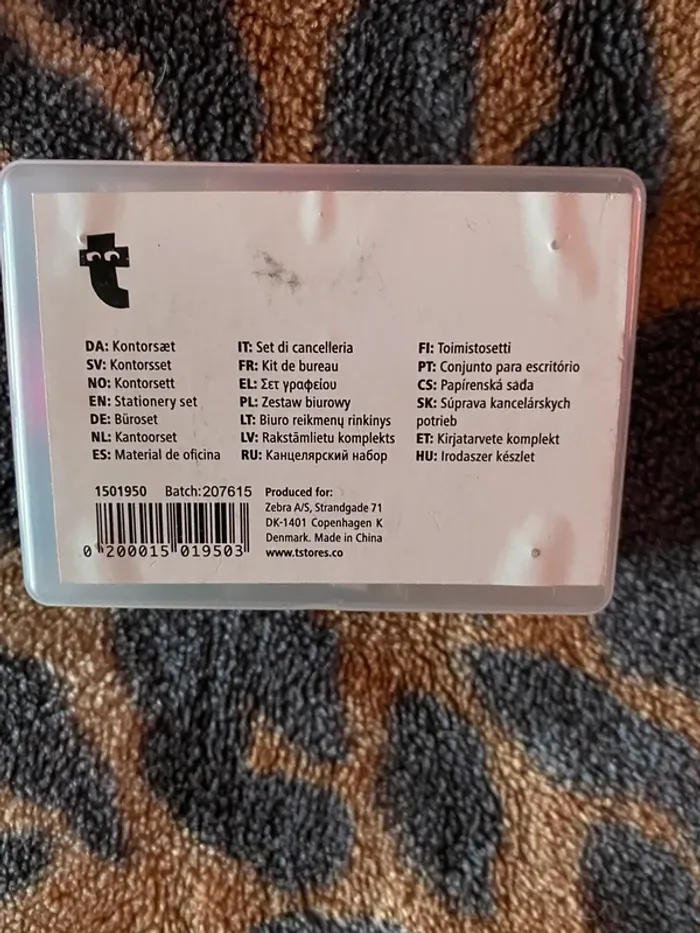 t
DA: Kontorsæt
SV: Kontorsset
NO: Kontorsett
EN: Stationery set
DE: Büroset
NL: Kantoorset
ES: Material de oficina
IT: Set di cancelleria
FR: Kit de bureau
EL: Σετ γραφείου
PL: Zestaw biurowy
LT: Biuro reikmenų rinkinys
LV: Rakstāmlietu komplekts
RU: Канцелярский набор
FI: Toimistosetti
PT: Conjunto para escritório
CS: Papírenská sada
SK: Súprava kancelárskych
potrieb
ET: Kirjatarvete komplekt
HU: Irodaszer készlet
1501950 Batch: 207615
0 200015 019503
Produced for:
Zebra A/S, Strandgade 71
DK-1401 Copenhagen K
Denmark. Made in China
www.tstores.co